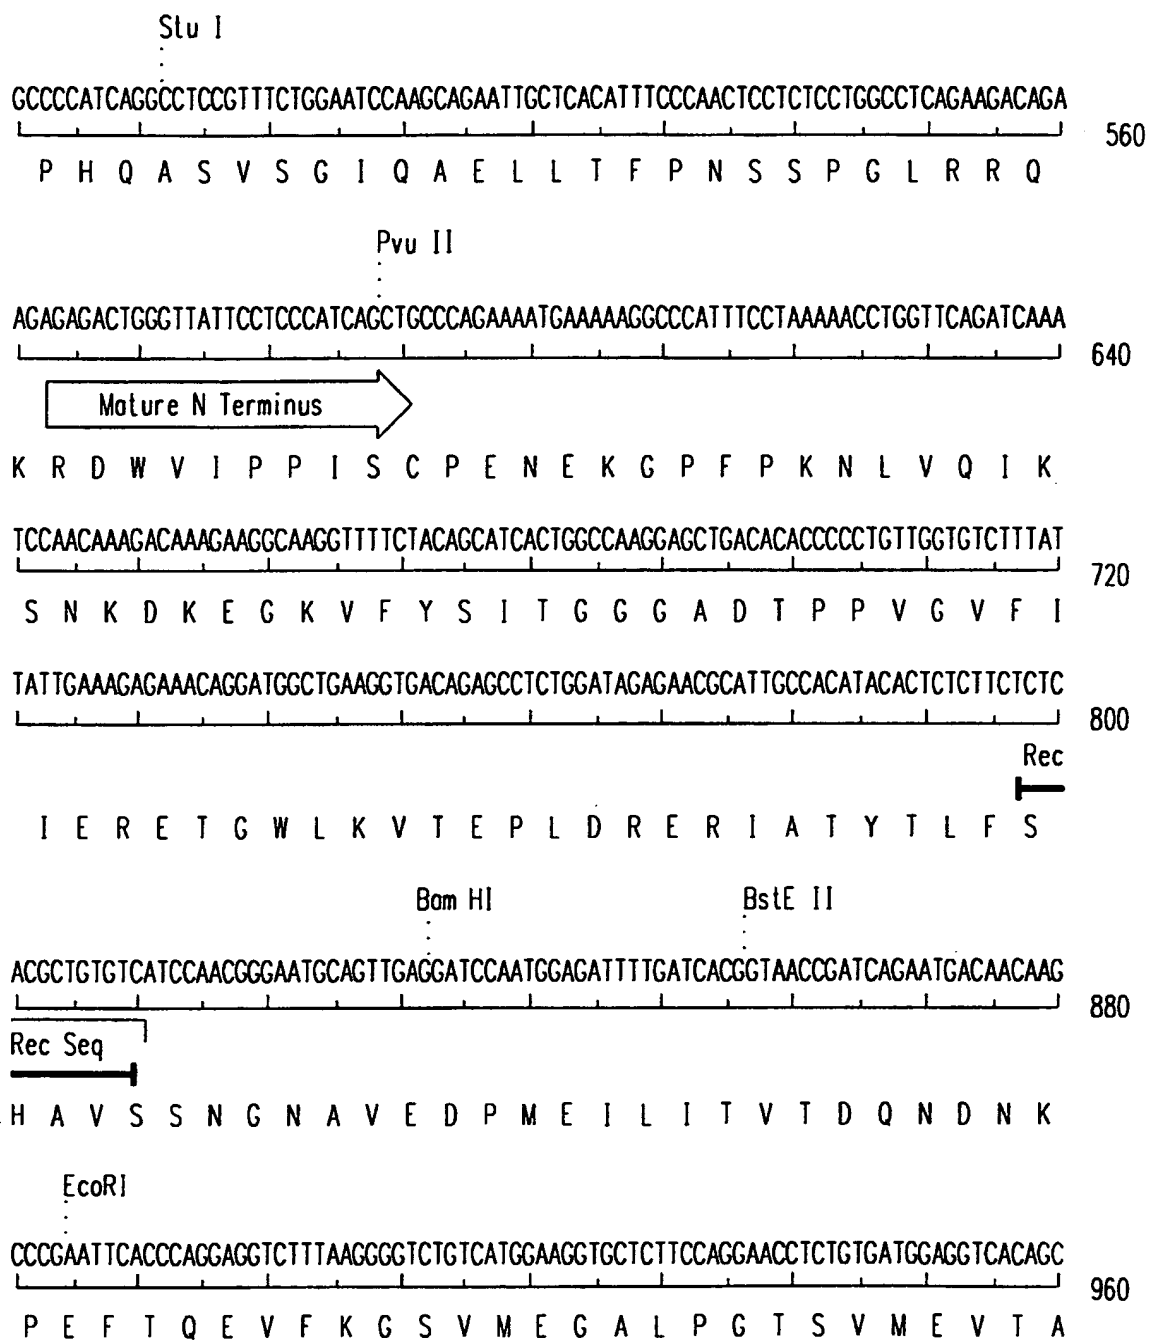 Stu I
GCCCCATCAGGCCTCCGTTTCTGGAATCCAAGCAGAATTGCTCACATTTCCCAACTCCTCTCCTGGCCTCAGAAGACAGA
560
P H Q A S V S G I Q A E L L T F P N S S P G L R R Q
Pvu II
AGAGAGACTGGGTTATTCCTCCCATCAGCTGCCCAGAAAATGAAAAAGGCCCATTTCCTAAAAACCTGGTTCAGATCAAA
640
Mature N Terminus
K R D W V I P P I S C P E N E K G P F P K N L V Q I K
TCCAACAAAGACAAAGAAGGCAAGGTTTTCTACAGCATCACTGGCCAAGGAGCTGACACACCCCCTGTTGGTGTCTTTAT
720
S N K D K E G K V F Y S I T G G G A D T P P V G V F I
TATTGAAAGAGAAACAGGATGGCTGAAGGTGACAGAGCCTCTGGATAGAGAACGCATTGCCACATACACTCTCTTCTCTC
800
Rec
I E R E T G W L K V T E P L D R E R I A T Y T L F S
Bam HI BstE II
ACGCTGTGTCATCCAACGGGAATGCAGTTGAGGATCCAATGGAGATTTTGATCACGGTAACCGATCAGAATGACAACAAG
880
Rec Seq
H A V S S N G N A V E D P M E I L I T V T D Q N D N K
EcoRI
CCCGAATTCACCCAGGAGGTCTTTAAGGGGTCTGTCATGGAAGGTGCTCTTCCAGGAACCTCTGTGATGGAGGTCACAGC
960
P E F T Q E V F K G S V M E G A L P G T S V M E V T A